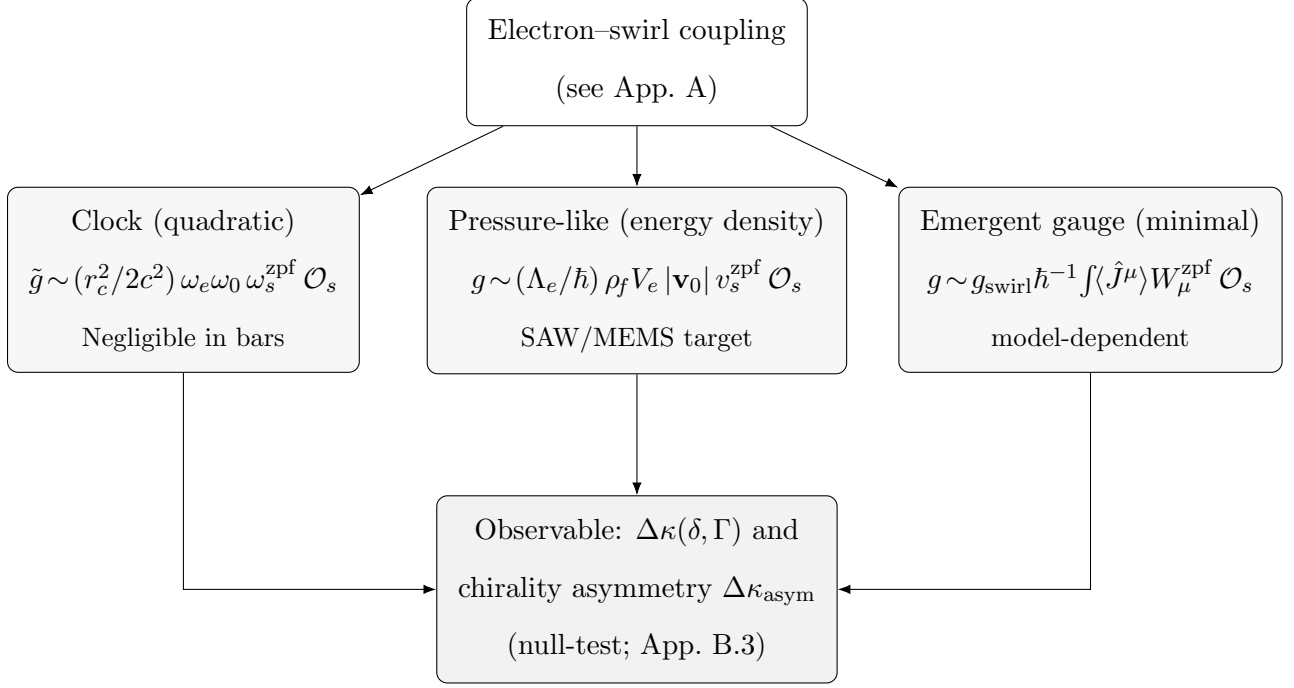 Electron–swirl coupling
(see App. A)
Clock (quadratic)
g̃ ∼ (r_c^2/2c^2) ω_e ω_0 ω_s^zpf 𝒪_s
Negligible in bars
Pressure-like (energy density)
g ∼ (Λ_e/ℏ) ρ_f V_e |v_0| v_s^zpf 𝒪_s
SAW/MEMS target
Emergent gauge (minimal)
g ∼ g_swirl ℏ^−1 ∫⟨Ĵ^μ⟩W_μ^zpf 𝒪_s
model-dependent
Observable: Δκ(δ, Γ) and
chirality asymmetry Δκ_asym
(null-test; App. B.3)